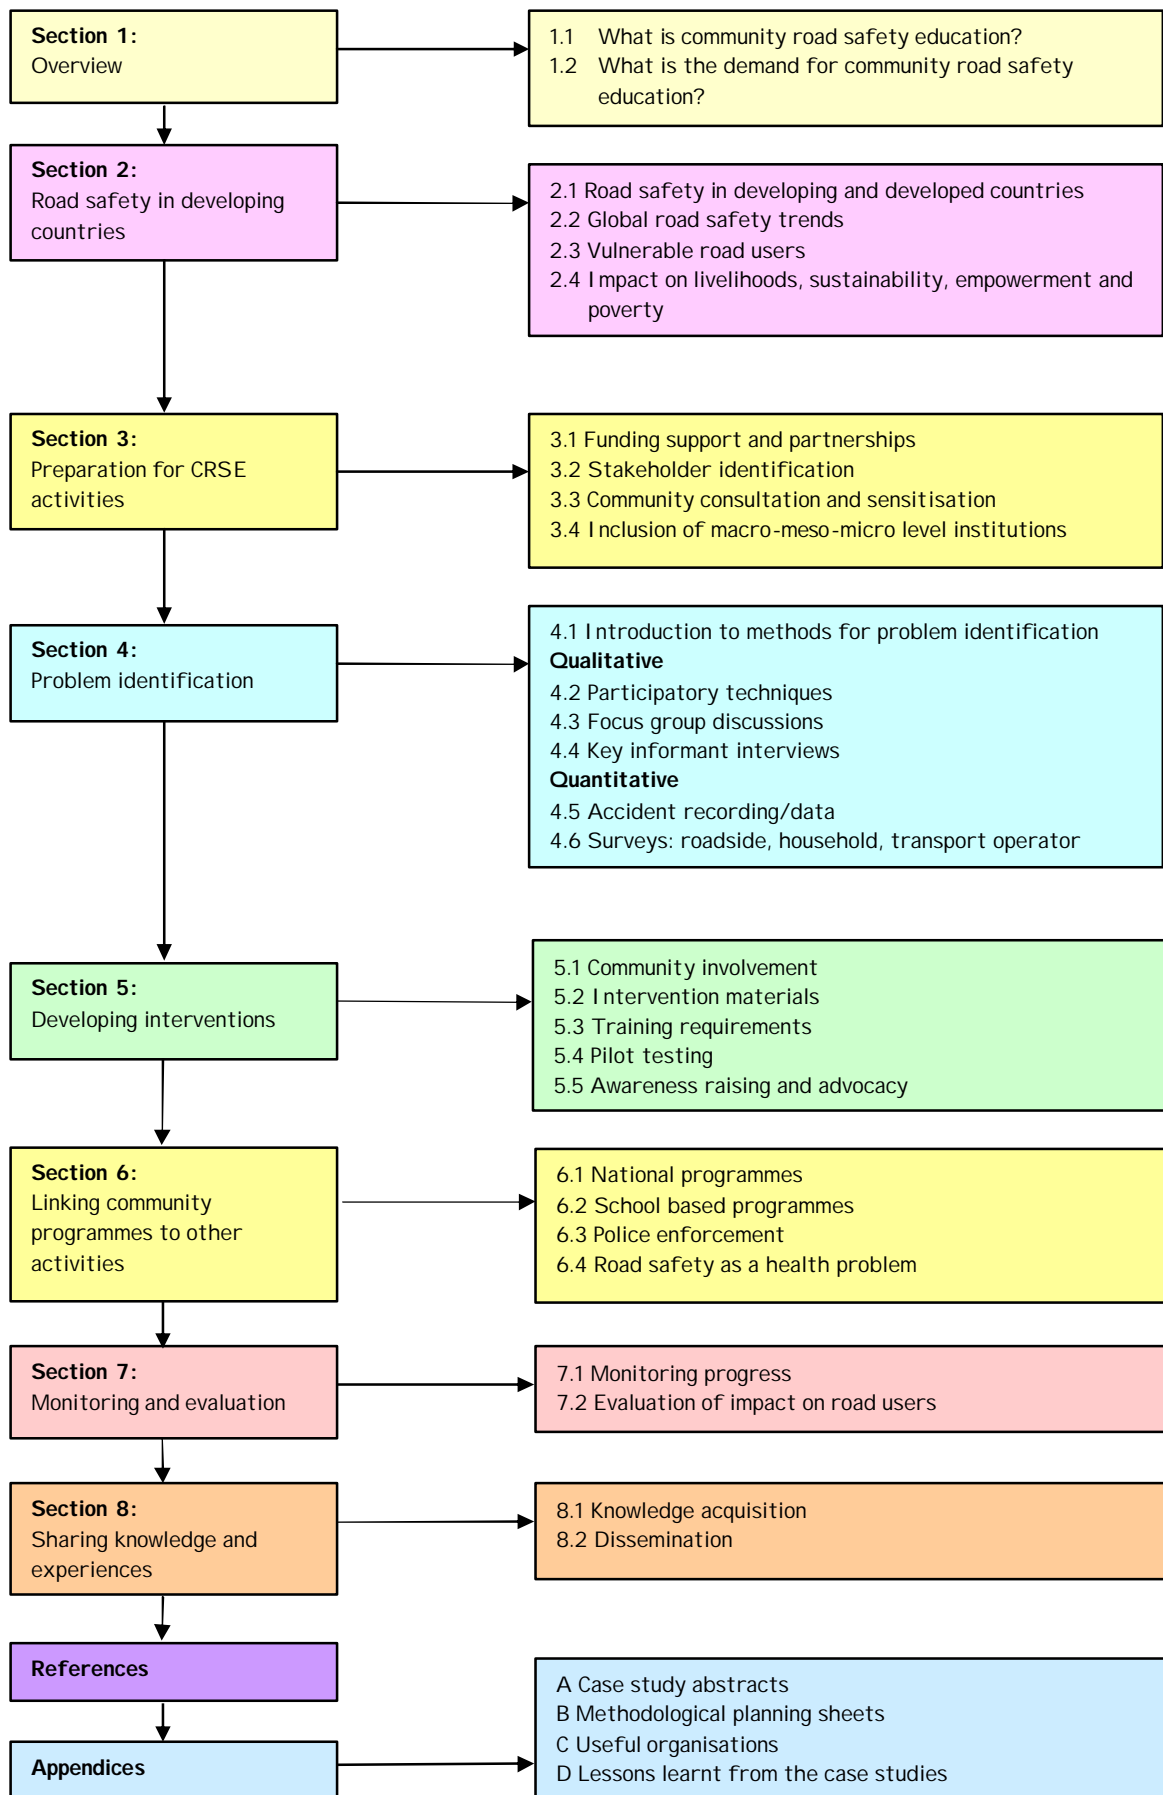 Section 1:
Overview
1.1 What is community road safety education?
1.2 What is the demand for community road safety
education?
Section 2:
Road safety in developing
countries
2.1 Road safety in developing and developed countries
2.2 Global road safety trends
2.3 Vulnerable road users
2.4 Impact on livelihoods, sustainability, empowerment and
poverty
Section 3:
Preparation for CRSE
activities
3.1 Funding support and partnerships
3.2 Stakeholder identification
3.3 Community consultation and sensitisation
3.4 Inclusion of macro-meso-micro level institutions
Section 4:
Problem identification
4.1 Introduction to methods for problem identification
Qualitative
4.2 Participatory techniques
4.3 Focus group discussions
4.4 Key informant interviews
Quantitative
4.5 Accident recording/data
4.6 Surveys: roadside, household, transport operator
Section 5:
Developing interventions
5.1 Community involvement
5.2 Intervention materials
5.3 Training requirements
5.4 Pilot testing
5.5 Awareness raising and advocacy
Section 6:
Linking community
programmes to other
activities
6.1 National programmes
6.2 School based programmes
6.3 Police enforcement
6.4 Road safety as a health problem
Section 7:
Monitoring and evaluation
7.1 Monitoring progress
7.2 Evaluation of impact on road users
Section 8:
Sharing knowledge and
experiences
8.1 Knowledge acquisition
8.2 Dissemination
References
Appendices
A Case study abstracts
B Methodological planning sheets
C Useful organisations
D Lessons learnt from the case studies